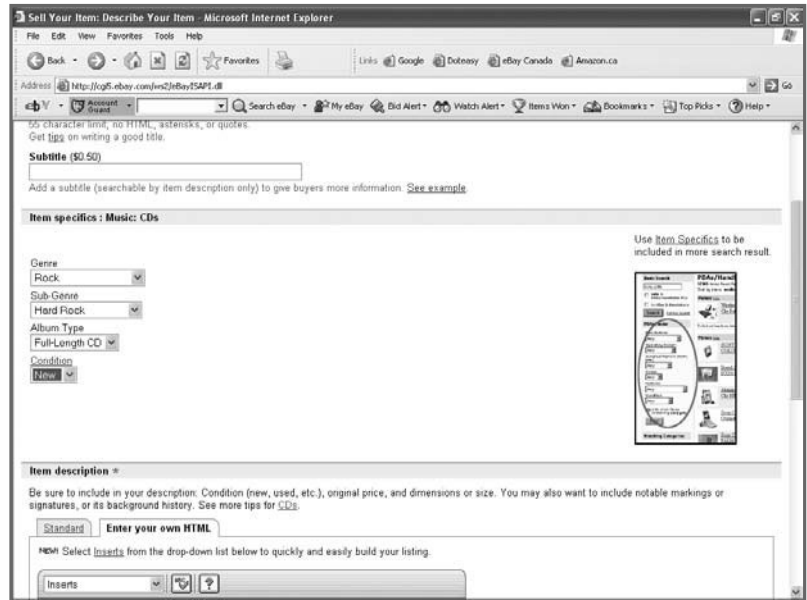 Sell Your Item: Describe Your Item - Microsoft Internet Explorer
File Edit View Favorites Tools Help
Back Favorites Links Google Doteasy eBay Canada Amazon.ca
Address http://cgi5.ebay.com/ws2/eBayISAPI.dll Go
ebY Account Guard Search eBay My eBay Bid Alert Watch Alert Items Won Bookmarks Top Picks Help
55 character limit, no HTML, asterisks, or quotes.
Get tips on writing a good title.
Subtitle ($0.50)
Add a subtitle (searchable by item description only) to give buyers more information. See example.
Item specifics : Music: CDs
Use Item Specifics to be
included in more search result.
Genre
Rock
Sub-Genre
Hard Rock
Album Type
Full-Length CD
Condition
New
Item description *
Be sure to include in your description: Condition (new, used, etc.), original price, and dimensions or size. You may also want to include notable markings or
signatures, or its background history. See more tips for CDs.
Standard Enter your own HTML
NEW! Select Inserts from the drop-down list below to quickly and easily build your listing.
Inserts ABC ?